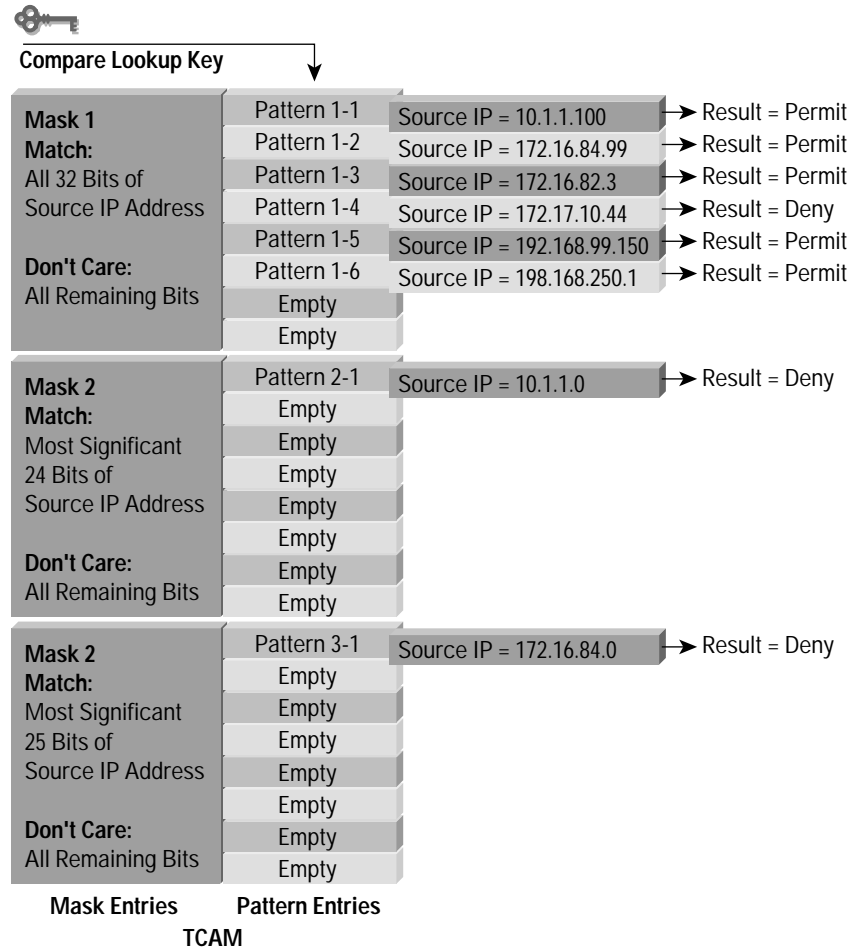 Compare Lookup Key
Mask 1
Match:
All 32 Bits of
Source IP Address
Don't Care:
All Remaining Bits
Pattern 1-1 Source IP = 10.1.1.100 Result = Permit
Pattern 1-2 Source IP = 172.16.84.99 Result = Permit
Pattern 1-3 Source IP = 172.16.82.3 Result = Permit
Pattern 1-4 Source IP = 172.17.10.44 Result = Deny
Pattern 1-5 Source IP = 192.168.99.150 Result = Permit
Pattern 1-6 Source IP = 198.168.250.1 Result = Permit
Empty
Empty
Mask 2
Match:
Most Significant
24 Bits of
Source IP Address
Don't Care:
All Remaining Bits
Pattern 2-1 Source IP = 10.1.1.0 Result = Deny
Empty
Empty
Empty
Empty
Empty
Empty
Empty
Mask 2
Match:
Most Significant
25 Bits of
Source IP Address
Don't Care:
All Remaining Bits
Pattern 3-1 Source IP = 172.16.84.0 Result = Deny
Empty
Empty
Empty
Empty
Empty
Empty
Empty
Mask Entries Pattern Entries
TCAM